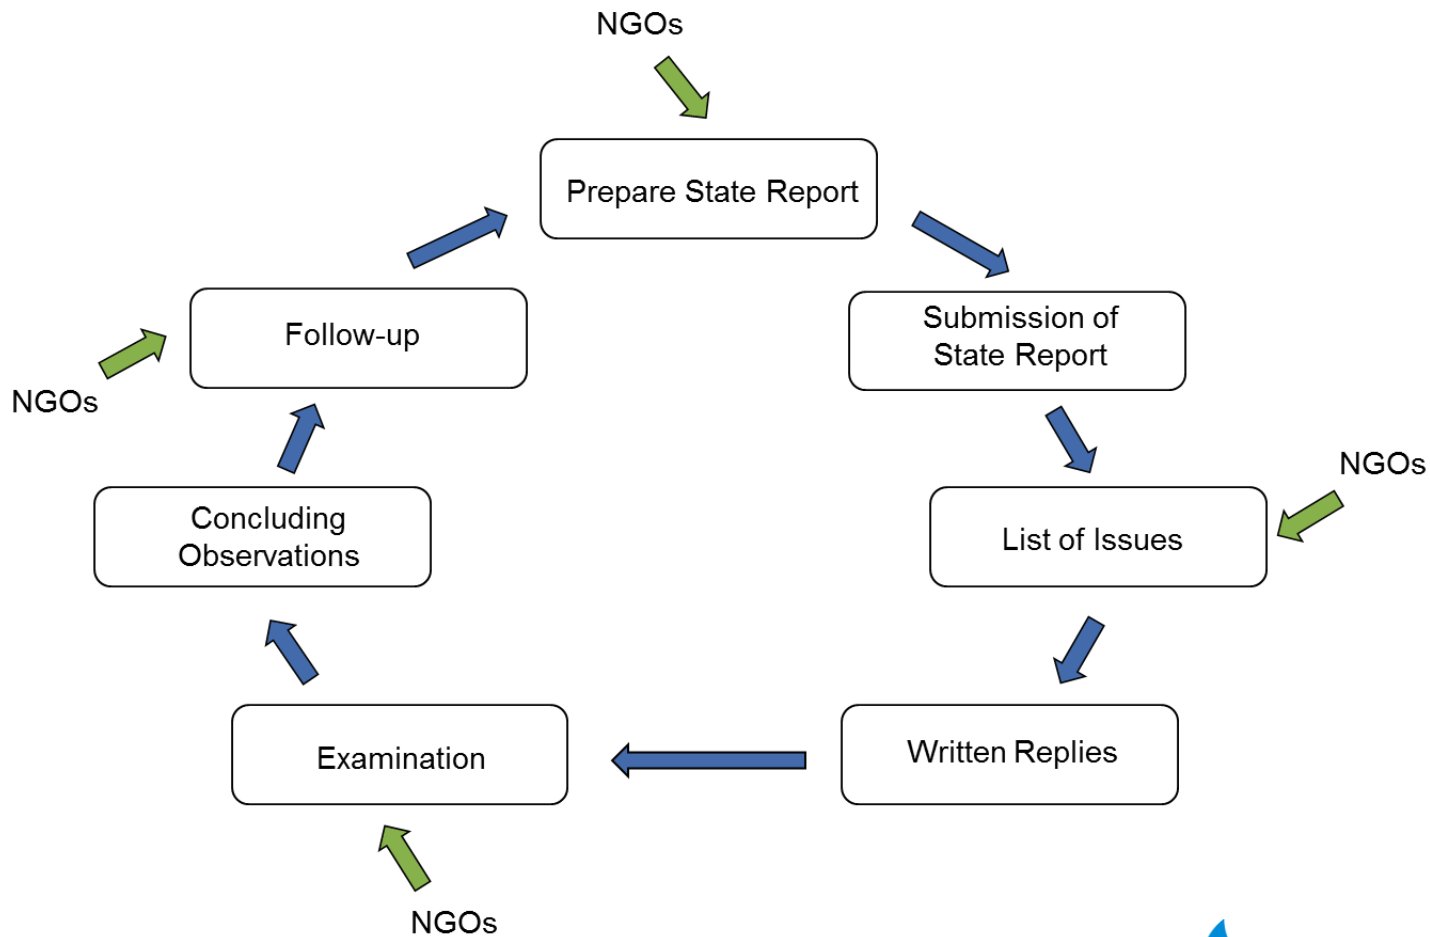 NGOs
Prepare State Report
Submission of
State Report
Follow-up
NGOs
NGOs
List of Issues
Concluding
Observations
Written Replies
Examination
NGOs